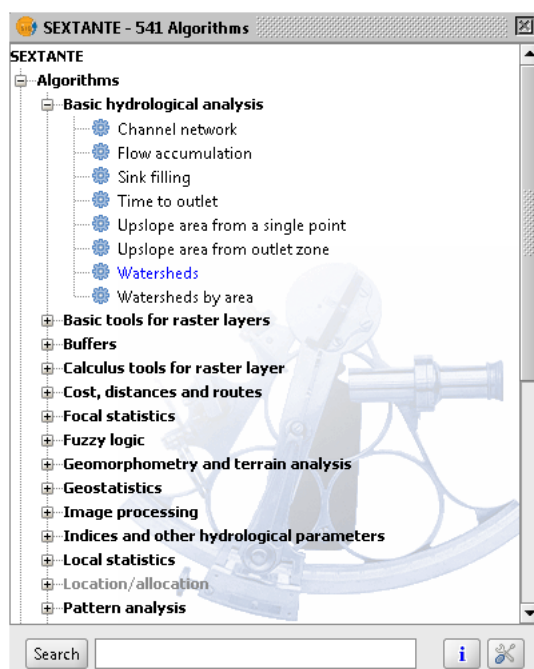 SEXTANTE - 541 Algorithms
SEXTANTE
Algorithms
Basic hydrological analysis
Channel network
Flow accumulation
Sink filling
Time to outlet
Upslope area from a single point
Upslope area from outlet zone
Watersheds
Watersheds by area
Basic tools for raster layers
Buffers
Calculus tools for raster layer
Cost, distances and routes
Focal statistics
Fuzzy logic
Geomorphometry and terrain analysis
Geostatistics
Image processing
Indices and other hydrological parameters
Local statistics
Location/allocation
Pattern analysis
Search i